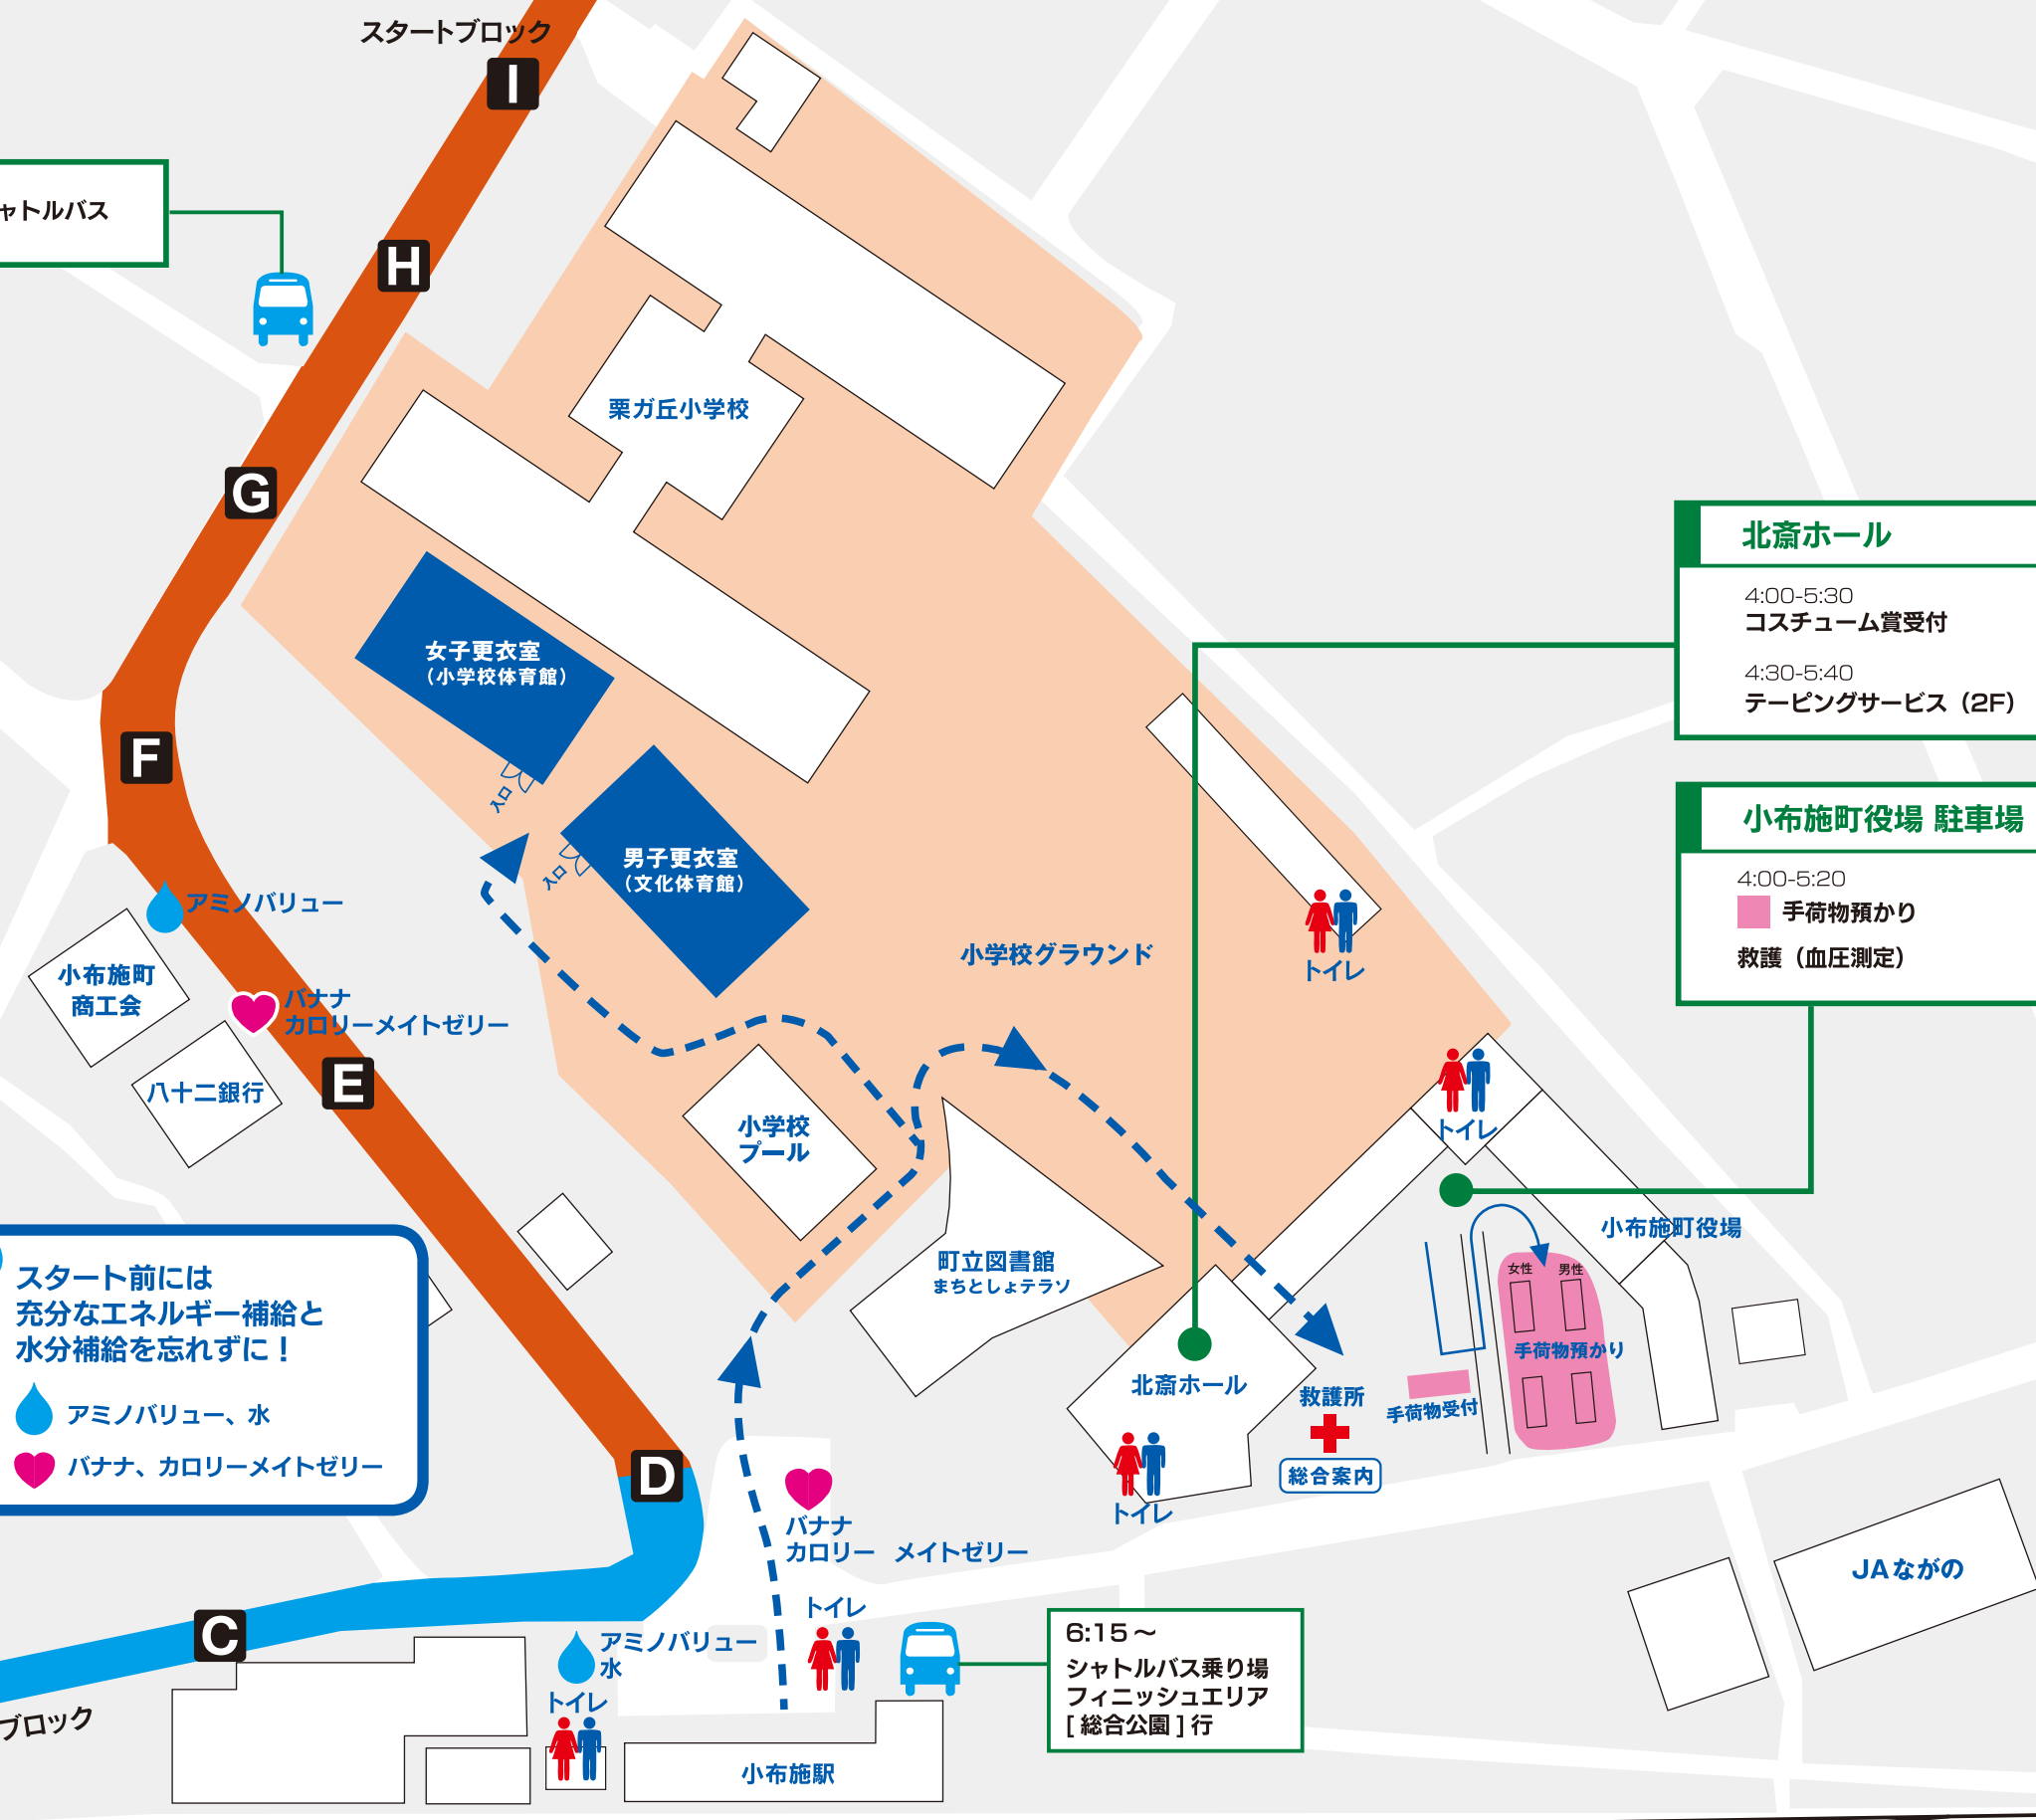 スタートブロック
I
ャトルバス
H
栗ガ丘小学校
G
北斎ホール
4:00-5:30
コスチューム賞受付
4:30-5:40
テーピングサービス（2F）
女子更衣室
（小学校体育館）
入口
F
小布施町役場 駐車場
4:00-5:20
手荷物預かり
救護（血圧測定）
男子更衣室
（文化体育館）
入口
アミノバリュー
小学校グラウンド
トイレ
小布施町
商工会
バナナ
カロリーメイトゼリー
八十二銀行
E
小学校
プール
トイレ
小布施町役場
町立図書館
まちとしょテラソ
女性
男性
手荷物預かり
スタート前には
充分なエネルギー補給と
水分補給を忘れずに！
アミノバリュー、水
バナナ、カロリーメイトゼリー
北斎ホール
救護所
手荷物受付
総合案内
トイレ
D
バナナ
カロリー メイトゼリー
JAながの
C
トイレ
アミノバリュー
水
トイレ
6:15～
シャトルバス乗り場
フィニッシュエリア
[ 総合公園 ] 行
ブロック
小布施駅